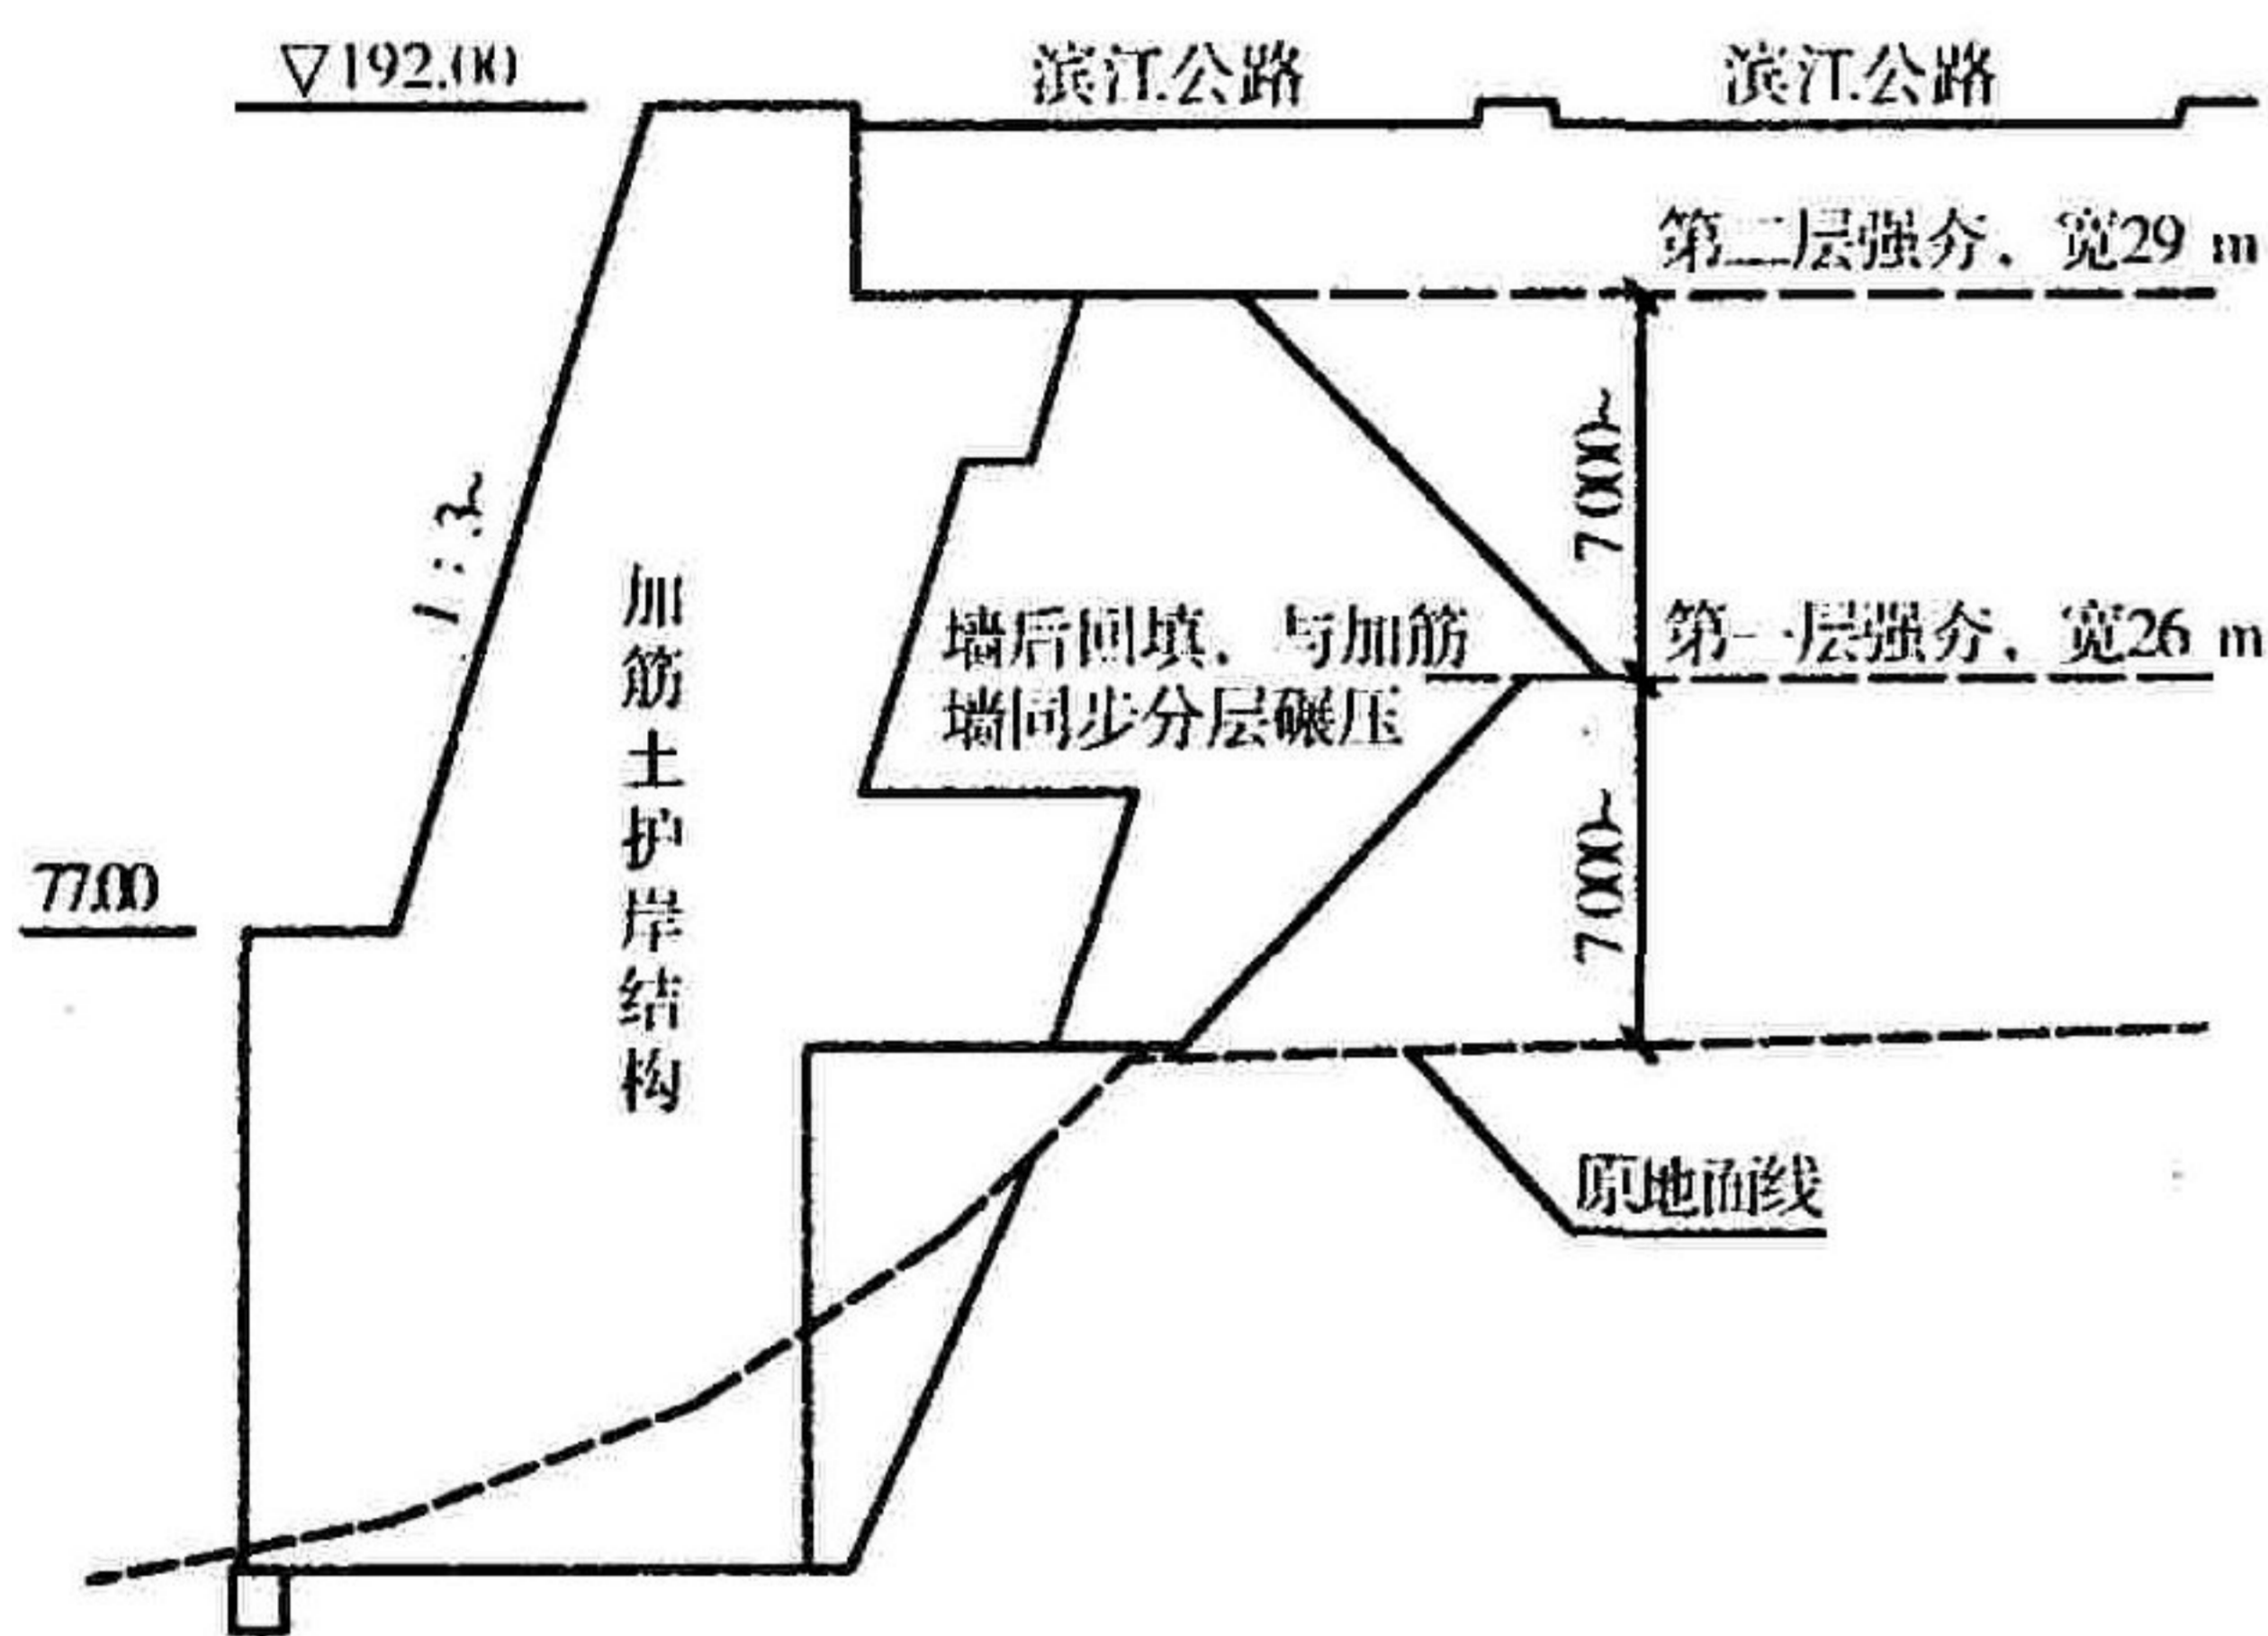 ▽192.00
滨江公路
滨江公路
第二层强夯、宽29 m
7000
1:3
加筋土护岸结构
墙后回填、与加筋
墙同步分层碾压
第一层强夯、宽26 m
7000
77.00
原地面线